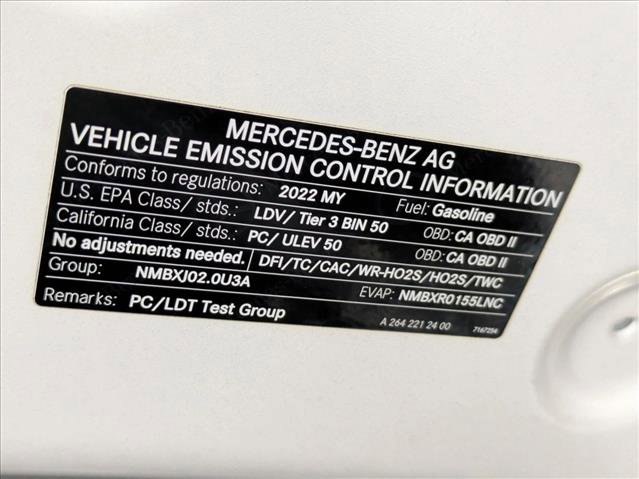 MERCEDES-BENZ AG
VEHICLE EMISSION CONTROL INFORMATION
Conforms to regulations: 2022 MY Fuel: Gasoline
U.S. EPA Class/ stds.: LDV/ Tier 3 BIN 50 OBD: CA OBD II
California Class/ stds.: PC/ ULEV 50 OBD: CA OBD II
No adjustments needed. DFI/TC/CAC/WR-HO2S/HO2S/TWC
Group: NMBXJ02.0U3A EVAP: NMBXR0155LNC
Remarks: PC/LDT Test Group
A 264 221 24 00 7167254